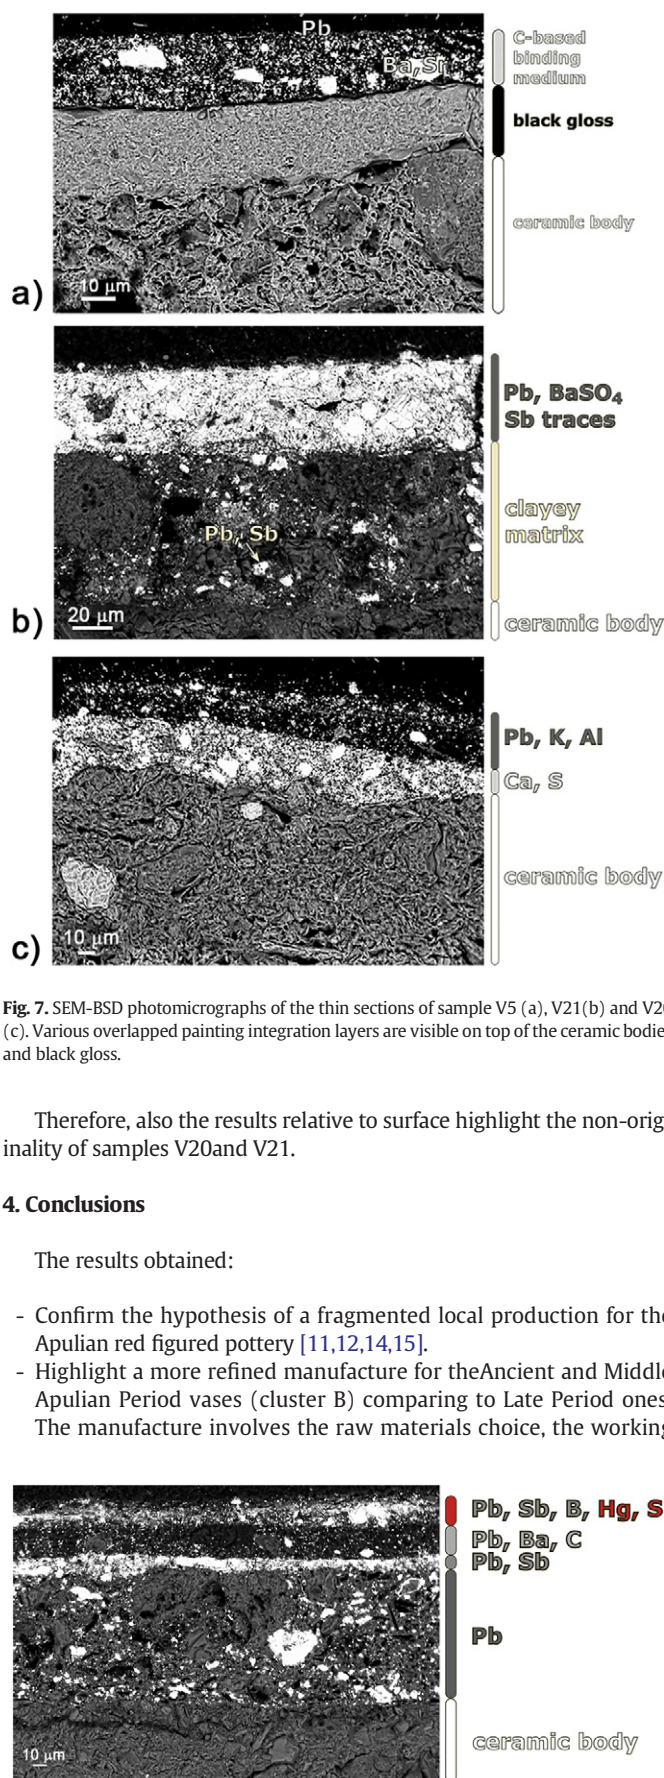 Pb
Ba,Sr
C-based
binding
medium
black gloss
ceramic body
10 μm
a)
Pb, BaSO₄
Sb traces
clayey
matrix
Pb, Sb
ceramic body
20 μm
b)
Pb, K, Al
Ca, S
ceramic body
10 μm
c)
Fig. 7. SEM-BSD photomicrographs of the thin sections of sample V5 (a), V21(b) and V20
(c). Various overlapped painting integration layers are visible on top of the ceramic bodie
and black gloss.
Therefore, also the results relative to surface highlight the non-orig
inality of samples V20and V21.
4. Conclusions
The results obtained:
- Confirm the hypothesis of a fragmented local production for the
Apulian red figured pottery [11,12,14,15].
- Highlight a more refined manufacture for theAncient and Middle
Apulian Period vases (cluster B) comparing to Late Period ones
The manufacture involves the raw materials choice, the working
Pb, Sb, B, Hg, S
Pb, Ba, C
Pb, Sb
Pb
ceramic body
10 μm